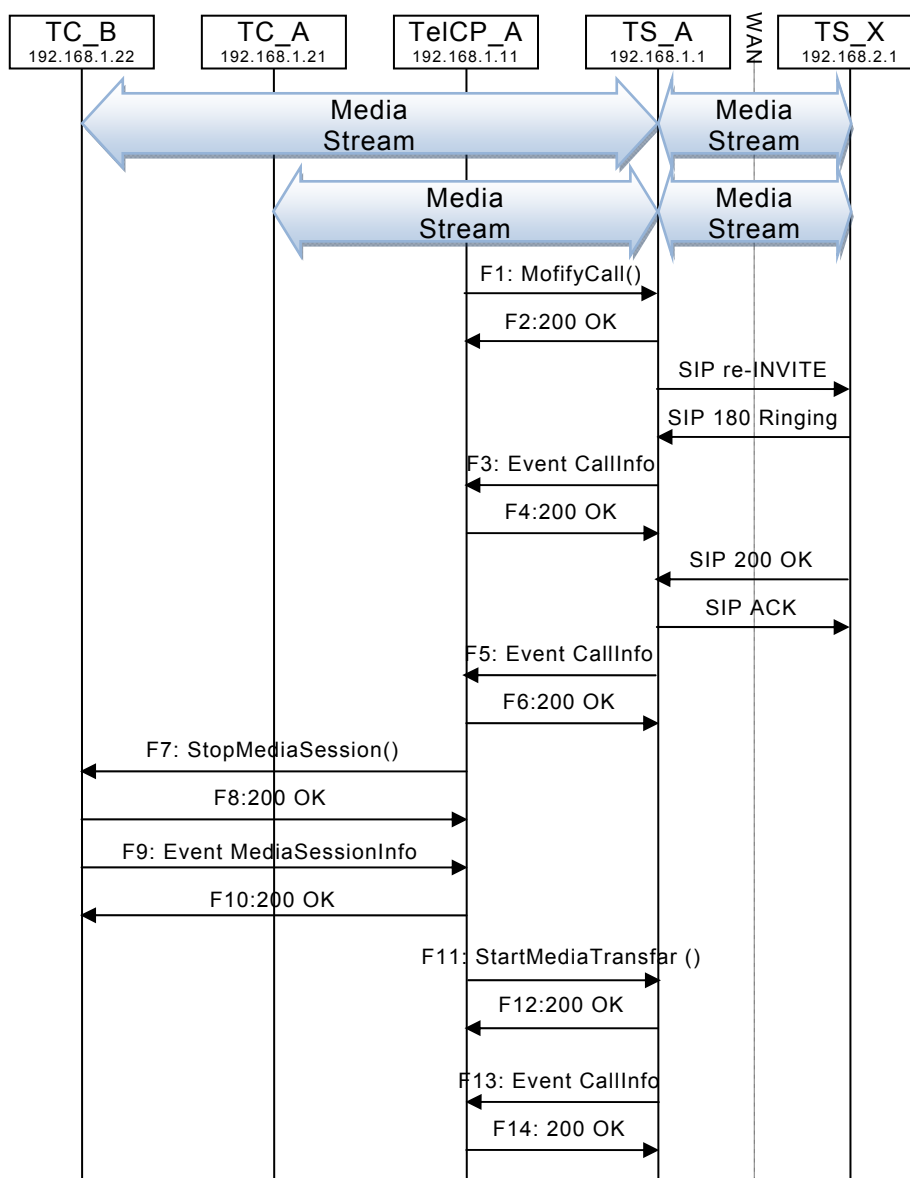 TC_B
192.168.1.22
TC_A
192.168.1.21
TelCP_A
192.168.1.11
TS_A
192.168.1.1
WAN
TS_X
192.168.2.1
Media
Stream
Media
Stream
Media
Stream
Media
Stream
F1: MofifyCall()
F2:200 OK
SIP re-INVITE
SIP 180 Ringing
F3: Event CallInfo
F4:200 OK
SIP 200 OK
SIP ACK
F5: Event CallInfo
F6:200 OK
F7: StopMediaSession()
F8:200 OK
F9: Event MediaSessionInfo
F10:200 OK
F11: StartMediaTransfar ()
F12:200 OK
F13: Event CallInfo
F14: 200 OK